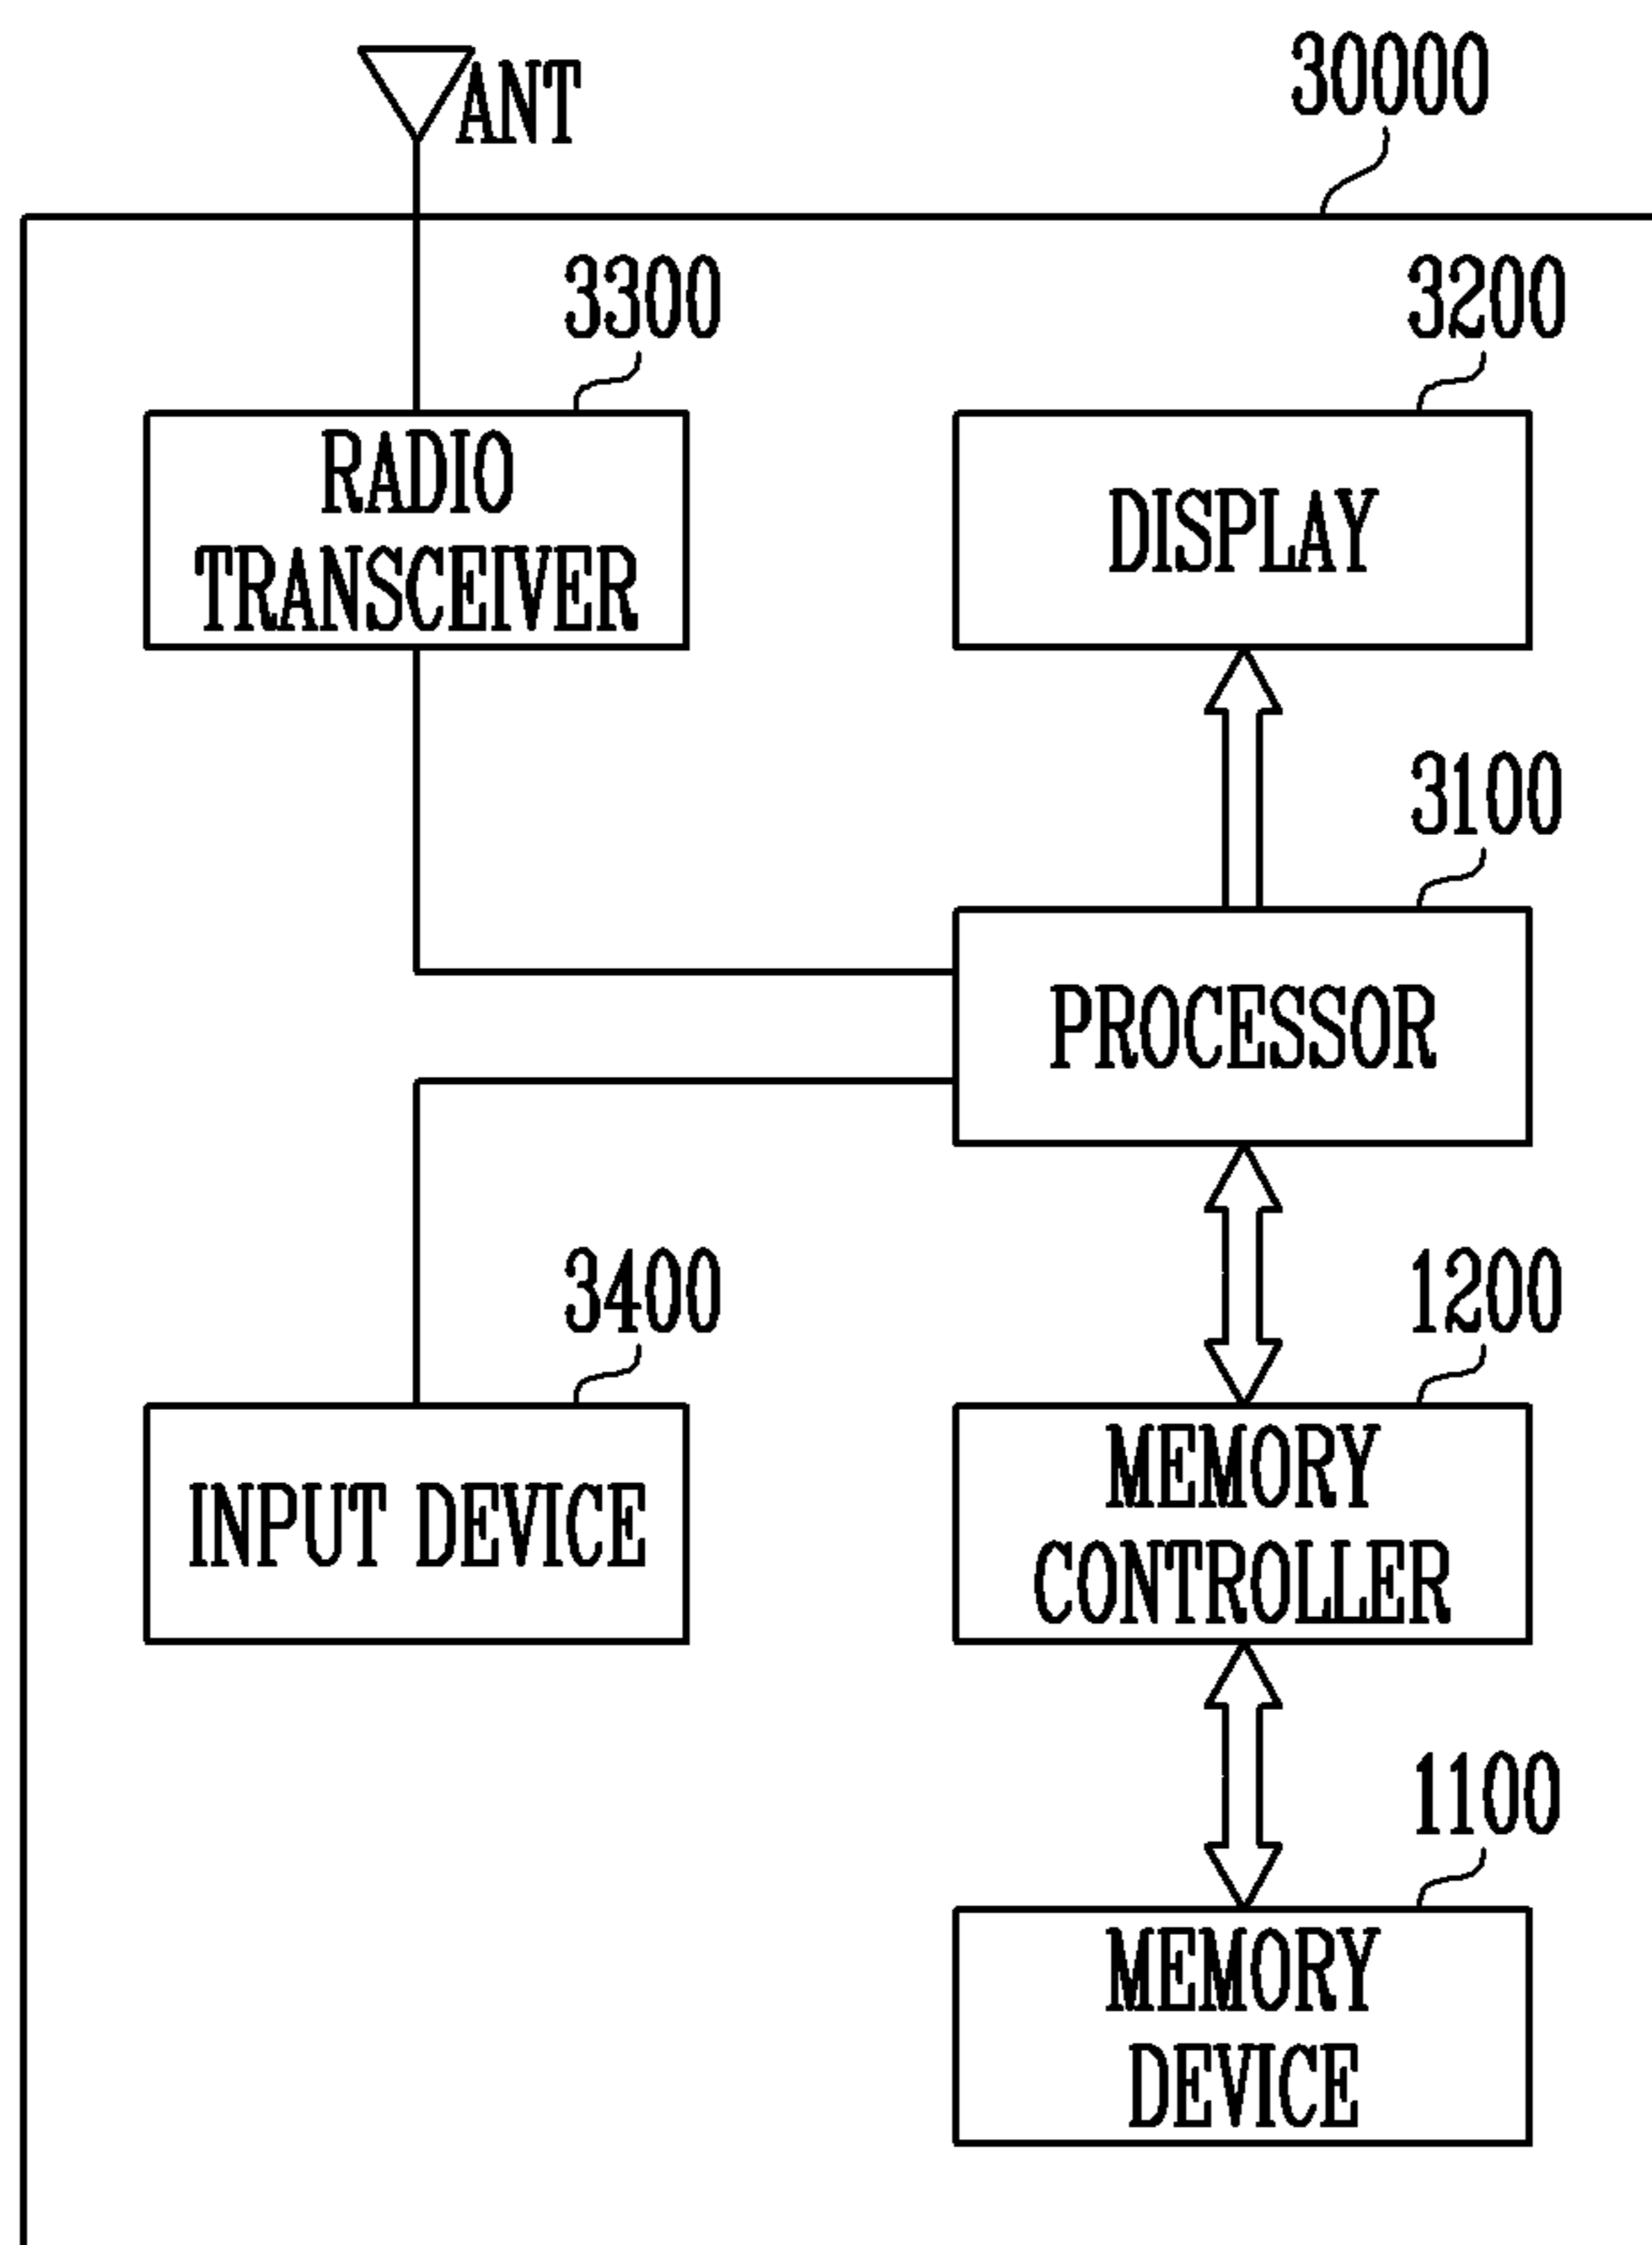 ANT
30000
3300
3200
RADIO
TRANSCEIVER
DISPLAY
3100
PROCESSOR
3400
1200
INPUT DEVICE
MEMORY
CONTROLLER
1100
MEMORY
DEVICE